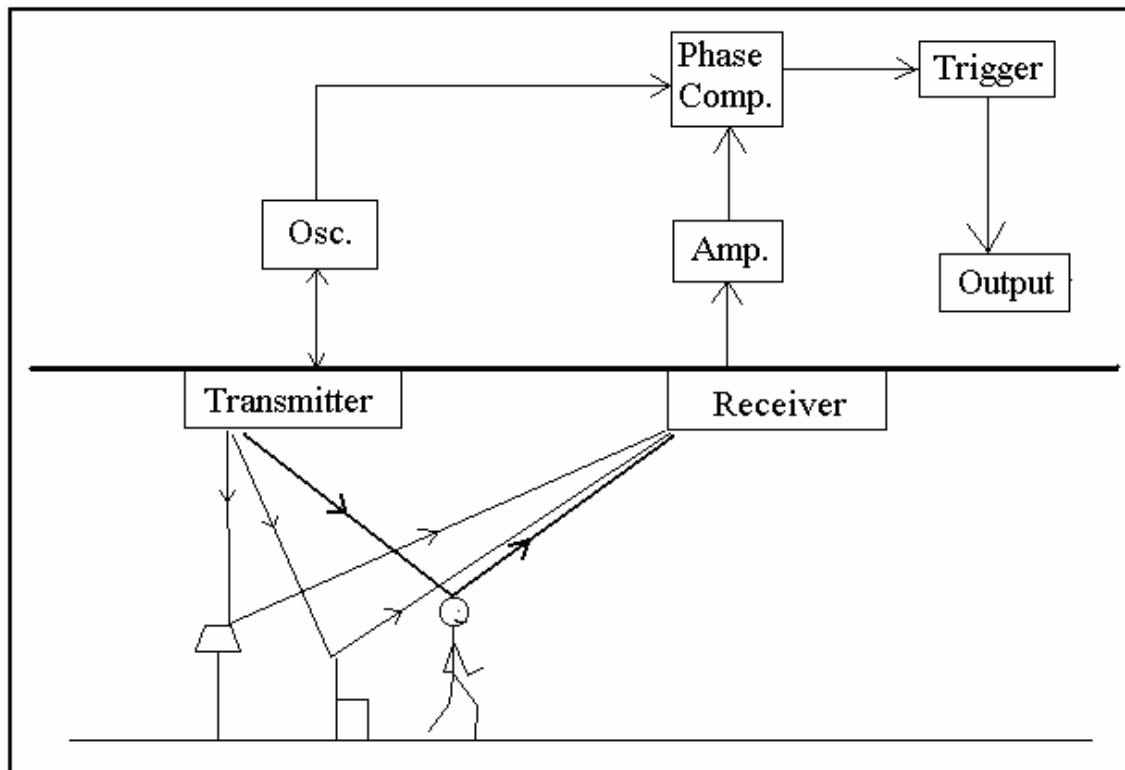 Phase
Comp.
Trigger
Osc.
Amp.
Output
Transmitter
Receiver